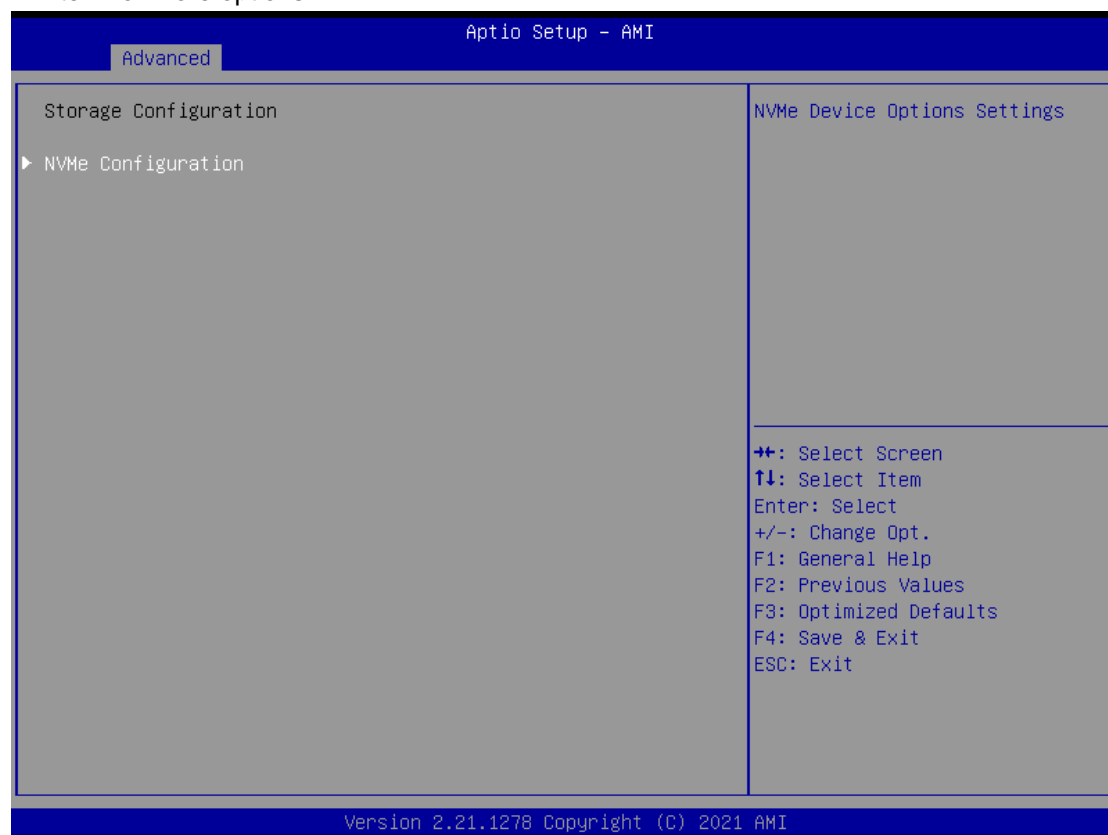 Aptio Setup – AMI
Advanced
Storage Configuration
▶ NVMe Configuration
NVMe Device Options Settings
→←: Select Screen
↑↓: Select Item
Enter: Select
+/-: Change Opt.
F1: General Help
F2: Previous Values
F3: Optimized Defaults
F4: Save & Exit
ESC: Exit
Version 2.21.1278 Copyright (C) 2021 AMI